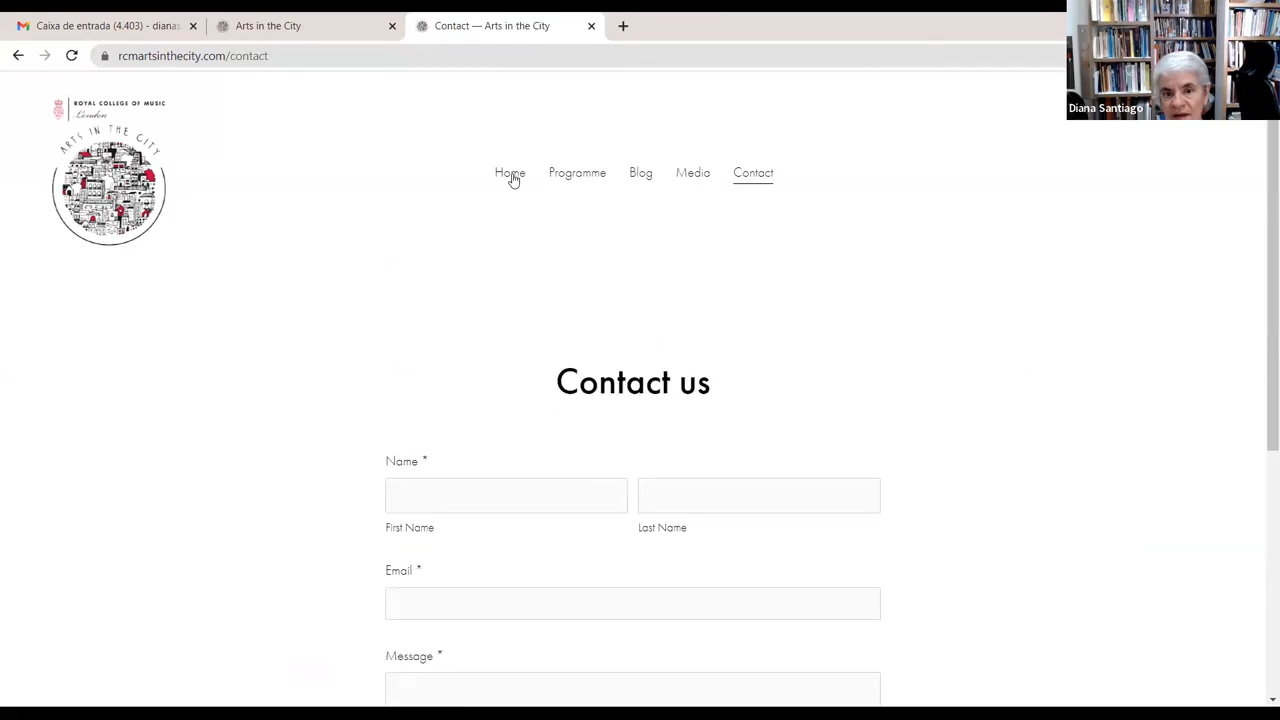 Caixa de entrada (4.403) - dianas
Arts in the City
Contact — Arts in the City
rcmartsinthecity.com/contact
Diana Santiago
ROYAL COLLEGE OF MUSIC
London
ARTS IN THE CITY
Home
Programme
Blog
Media
Contact
Contact us
Name *
First Name
Last Name
Email *
Message *